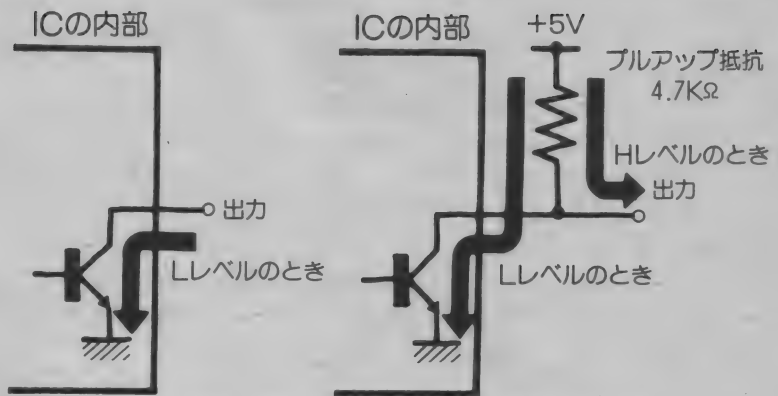 ICの内部
出力
Lレベルのとき
ICの内部
+5V
プルアップ抵抗
4.7KΩ
Hレベルのとき
出力
Lレベルのとき